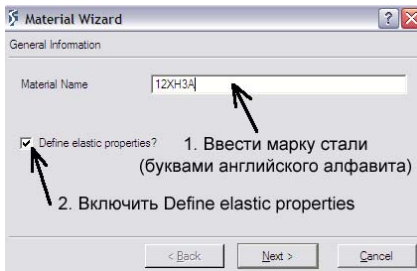 Material Wizard
General Information
Material Name
12XH3A
Define elastic properties?
1. Ввести марку стали
(буквами английского алфавита)
2. Включить Define elastic properties
< Back
Next >
Cancel